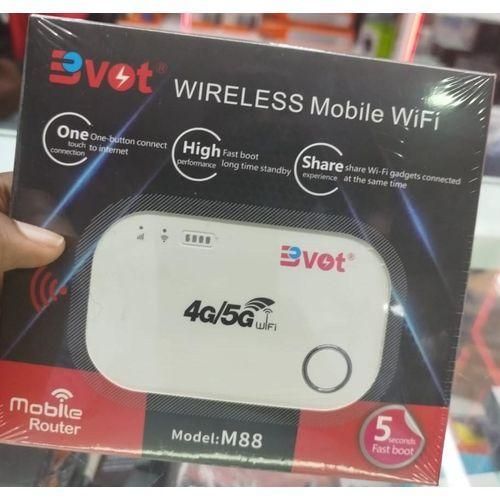 Bvot®
WIRELESS Mobile WiFi
One One-button connect
touch to internet
connection
High Fast boot
performance long time standby
Share share Wi-Fi gadgets connected
experience at the same time
Bvot®
4G/5G WiFi
Mobile
Router
Model:M88
5
seconds
Fast boot